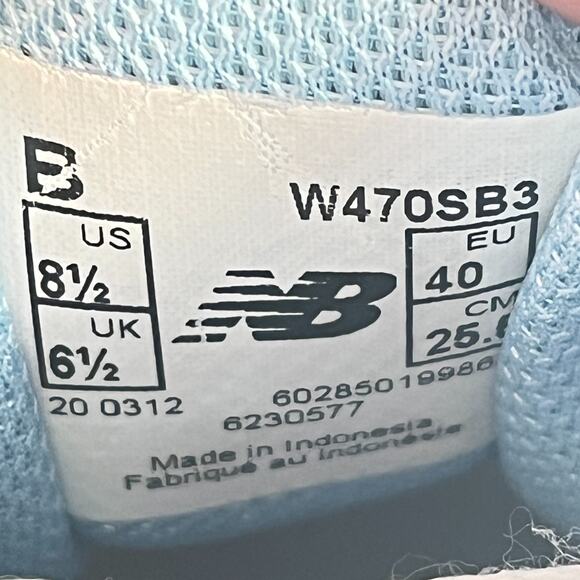 B
W470SB3
US
8½
UK
6½
NB
EU
40
CM
20 0312
6230577
Made in Indonesia
Fabriqué au Indonésie